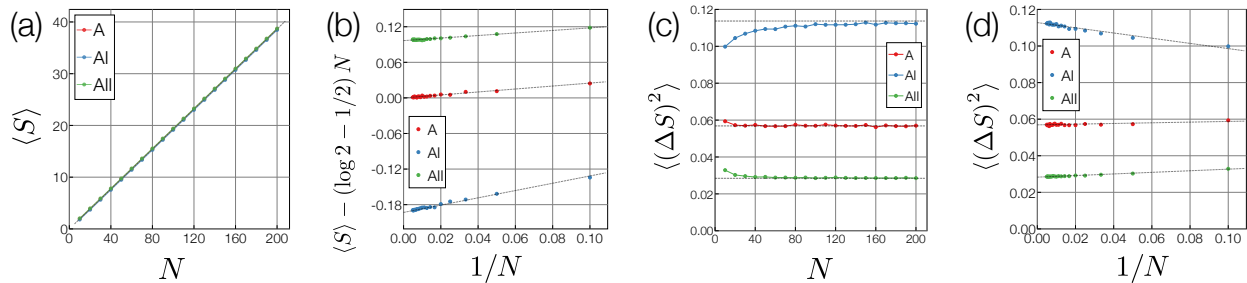 (a)
⟨S⟩
40
30
20
10
0
A
AI
AII
0 40 80 120 160 200
N
(b)
⟨S⟩ − (log 2 − 1/2) N
0.12
0.06
0.00
-0.06
-0.12
-0.18
A
AI
AII
0.00 0.02 0.04 0.06 0.08 0.10
1/N
(c)
⟨(ΔS)²⟩
0.12
0.10
0.08
0.06
0.04
0.02
0.00
A
AI
AII
0 40 80 120 160 200
N
(d)
⟨(ΔS)²⟩
0.12
0.10
0.08
0.06
0.04
0.02
0.00
A
AI
AII
0.00 0.02 0.04 0.06 0.08 0.10
1/N